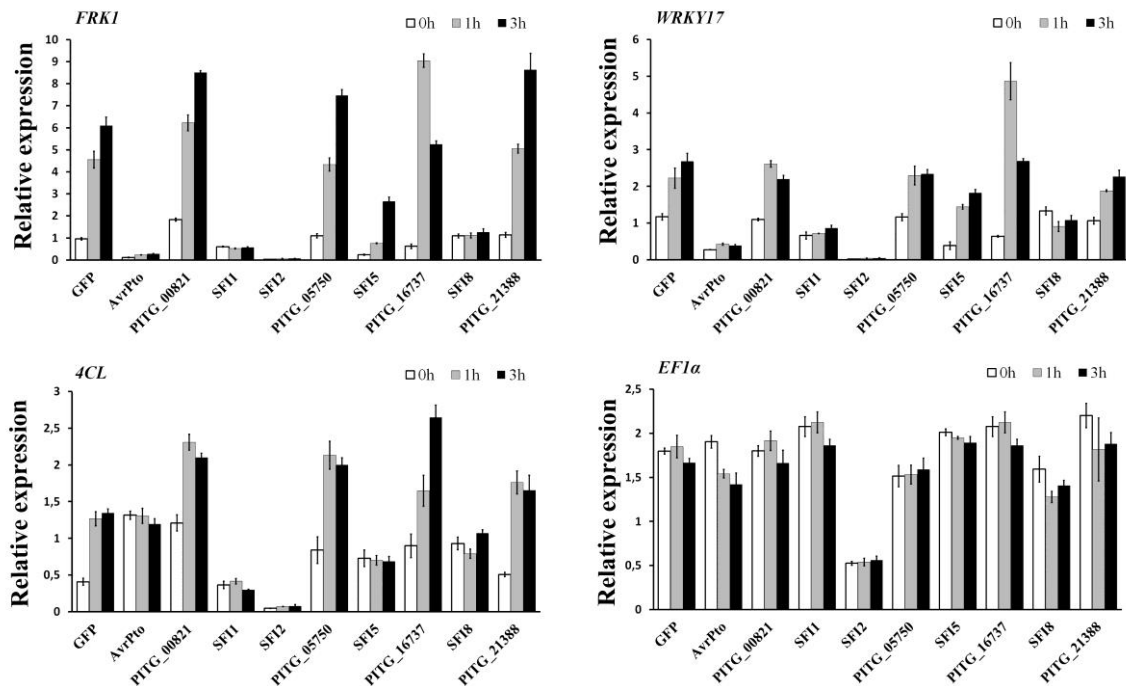 FRK1
0h 1h 3h
Relative expression
10
9
8
7
6
5
4
3
2
1
0
GFP AvrPto PITG_00821 SFI1 SFI2 PITG_05750 SFI5 PITG_16737 SFI8 PITG_21388
WRKY17
0h 1h 3h
Relative expression
6
5
4
3
2
1
0
GFP AvrPto PITG_00821 SFI1 SFI2 PITG_05750 SFI5 PITG_16737 SFI8 PITG_21388
4CL
0h 1h 3h
Relative expression
3
2,5
2
1,5
1
0,5
0
GFP AvrPto PITG_00821 SFI1 SFI2 PITG_05750 SFI5 PITG_16737 SFI8 PITG_21388
EF1α
0h 1h 3h
Relative expression
2,5
2
1,5
1
0,5
0
GFP AvrPto PITG_00821 SFI1 SFI2 PITG_05750 SFI5 PITG_16737 SFI8 PITG_21388